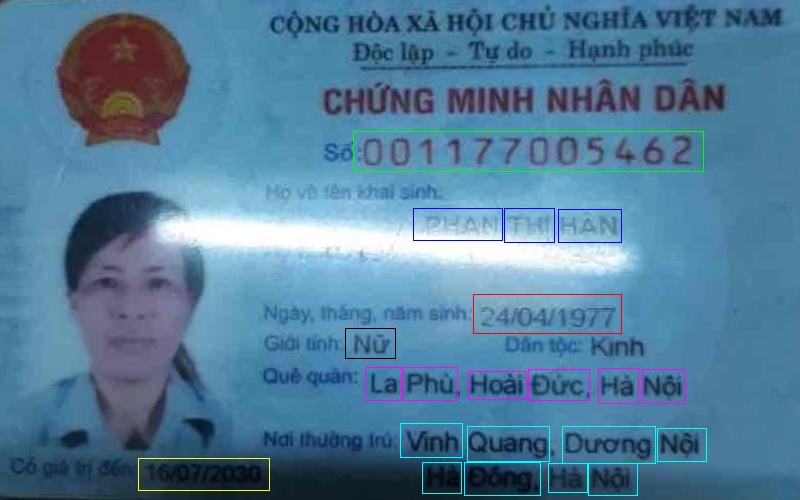 CỘNG HÒA XÃ HỘI CHỦ NGHĨA VIỆT NAM
Độc lập - Tự do - Hạnh phúc
CHỨNG MINH NHÂN DÂN
Số: 001177005462
Họ và tên khai sinh:
PHAN THỊ HÂN
Ngày, tháng, năm sinh: 24/04/1977
Giới tính: Nữ Dân tộc: Kinh
Quê quán: La Phù, Hoài Đức, Hà Nội
Nơi thường trú: Vinh Quang, Dương Nội
Hà Đông, Hà Nội
Có giá trị đến 16/07/2030